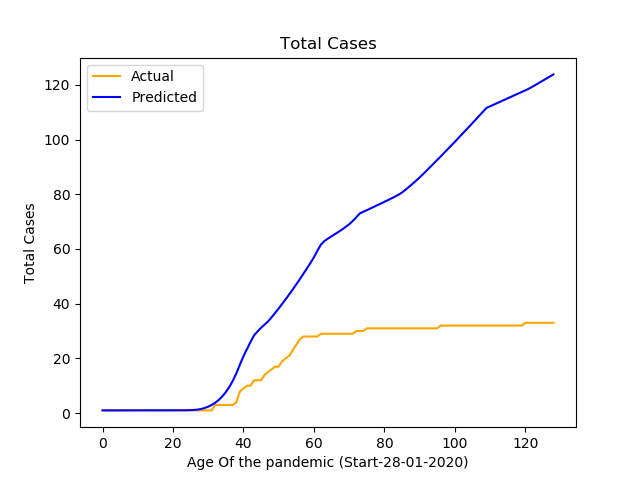 Total Cases
Actual
Predicted
Total Cases
120
100
80
60
40
20
0
0 20 40 60 80 100 120
Age Of the pandemic (Start-28-01-2020)